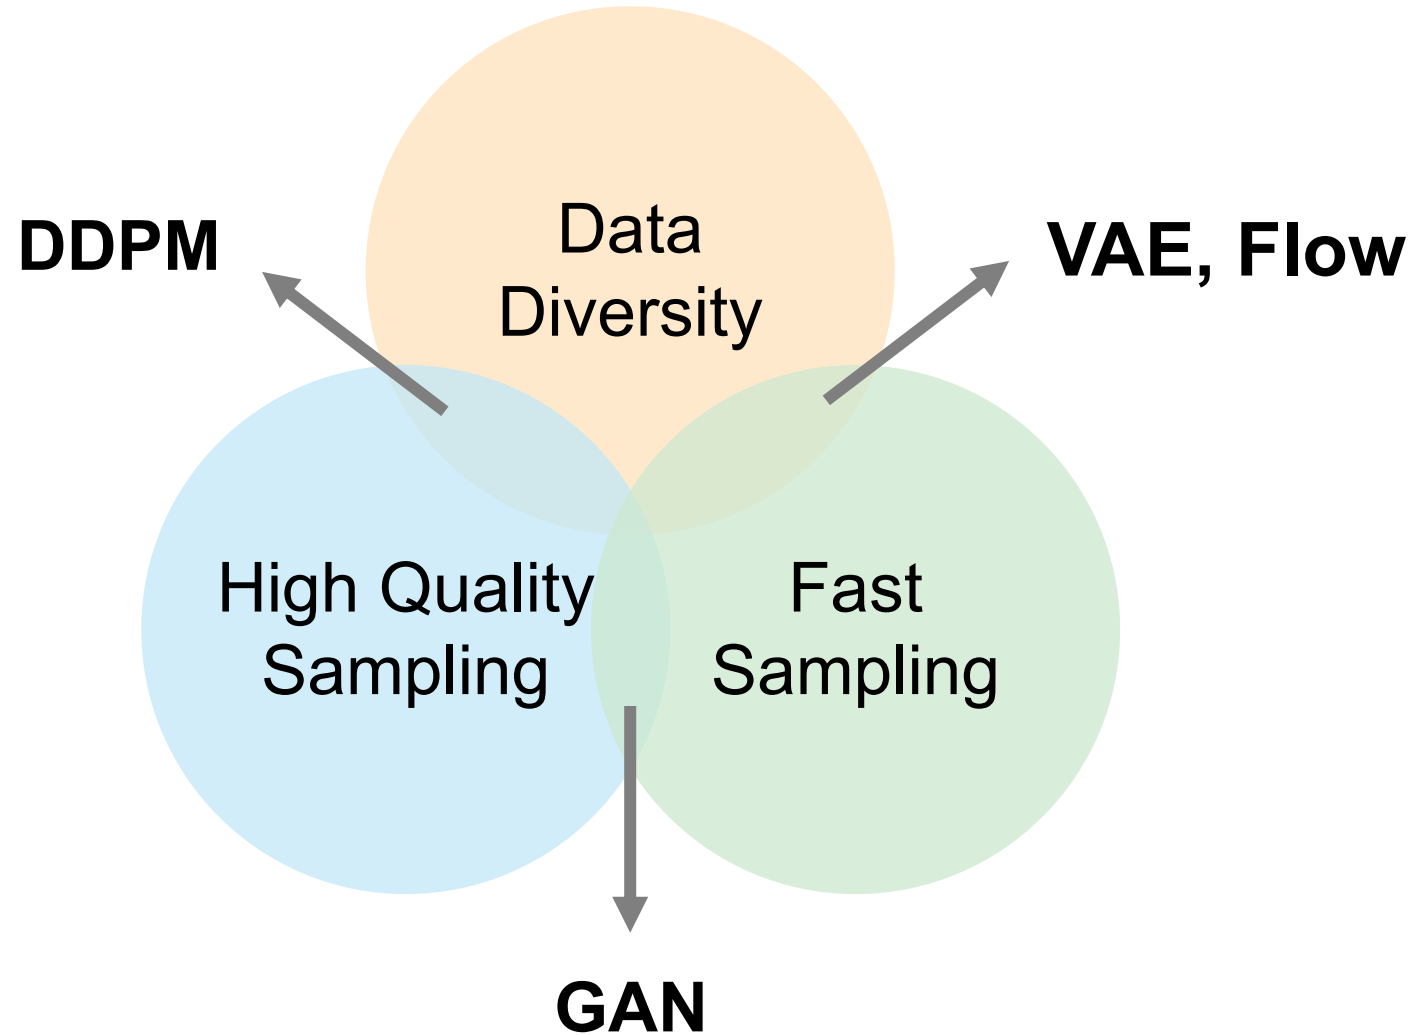 Data
Diversity
DDPM
VAE, Flow
High Quality
Sampling
Fast
Sampling
GAN